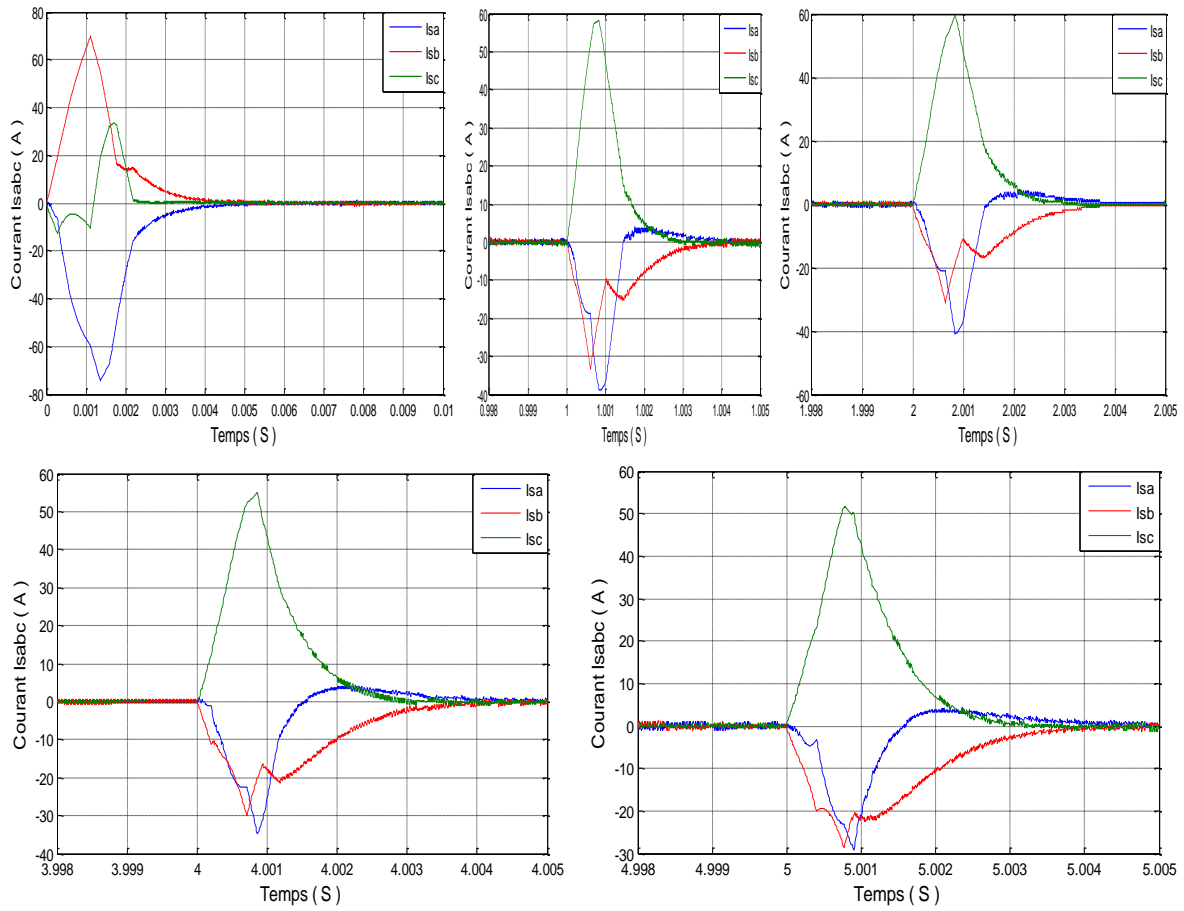 80
60
40
20
0
-20
-40
-60
-80
Courant Isabc ( A )
Isa
Isb
Isc
0 0.001 0.002 0.003 0.004 0.005 0.006 0.007 0.008 0.009 0.01
Temps ( S )
60
50
40
30
20
10
0
-10
-20
-30
-40
Courant Isabc ( A )
Isa
Isb
Isc
0.998 0.999 1 1.001 1.002 1.003 1.004 1.005
Temps ( S )
60
40
20
0
-20
-40
-60
Courant Isabc ( A )
Isa
Isb
Isc
1.998 1.999 2 2.001 2.002 2.003 2.004 2.005
Temps ( S )
60
50
40
30
20
10
0
-10
-20
-30
-40
Courant Isabc ( A )
Isa
Isb
Isc
3.998 3.999 4 4.001 4.002 4.003 4.004 4.005
Temps ( S )
60
50
40
30
20
10
0
-10
-20
-30
Courant Isabc ( A )
Isa
Isb
Isc
4.998 4.999 5 5.001 5.002 5.003 5.004 5.005
Temps ( S )